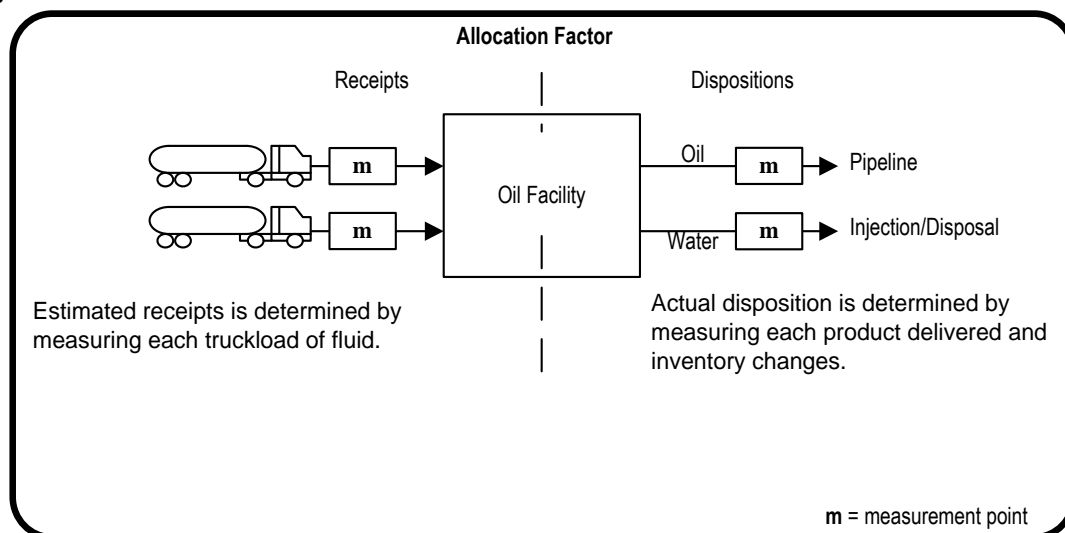 Allocation Factor
Receipts
Dispositions
m
Oil
m
Pipeline
Oil Facility
m
Water
m
Injection/Disposal
Estimated receipts is determined by
measuring each truckload of fluid.
Actual disposition is determined by
measuring each product delivered and
inventory changes.
m = measurement point